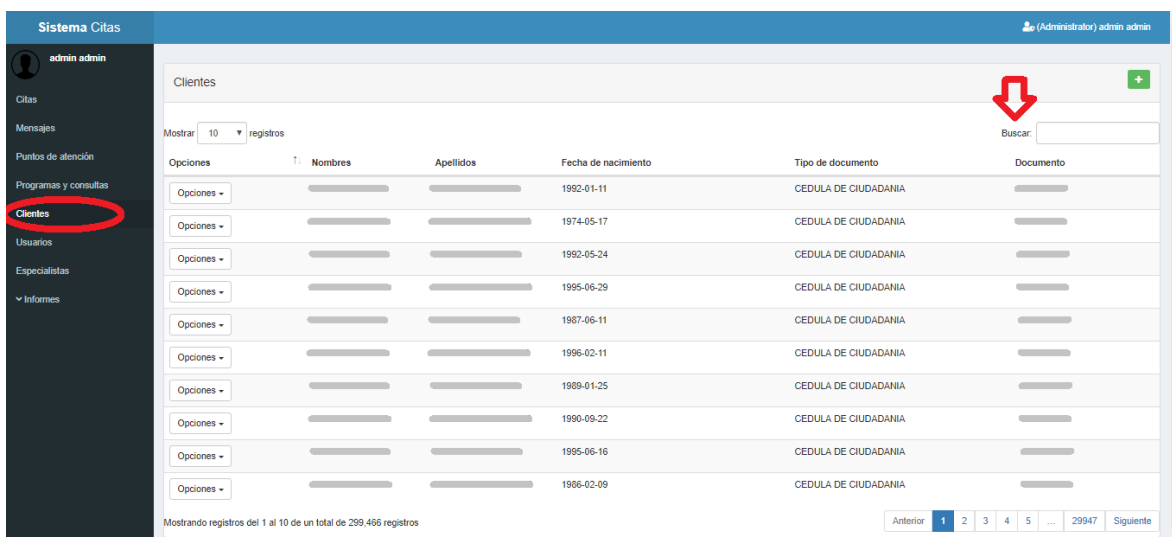 Sistema Citas
(Administrator) admin admin
admin admin
Citas
Mensajes
Puntos de atención
Programas y consultas
Clientes
Usuarios
Especialistas
Informes
Clientes
+
Mostrar 10 registros
Buscar:
Opciones Nombres Apellidos Fecha de nacimiento Tipo de documento Documento
Opciones 1992-01-11 CEDULA DE CIUDADANIA
Opciones 1974-05-17 CEDULA DE CIUDADANIA
Opciones 1992-05-24 CEDULA DE CIUDADANIA
Opciones 1995-06-29 CEDULA DE CIUDADANIA
Opciones 1987-06-11 CEDULA DE CIUDADANIA
Opciones 1996-02-11 CEDULA DE CIUDADANIA
Opciones 1989-01-25 CEDULA DE CIUDADANIA
Opciones 1990-09-22 CEDULA DE CIUDADANIA
Opciones 1995-06-16 CEDULA DE CIUDADANIA
Opciones 1986-02-09 CEDULA DE CIUDADANIA
Mostrando registros del 1 al 10 de un total de 299,466 registros
Anterior 1 2 3 4 5 ... 29947 Siguiente